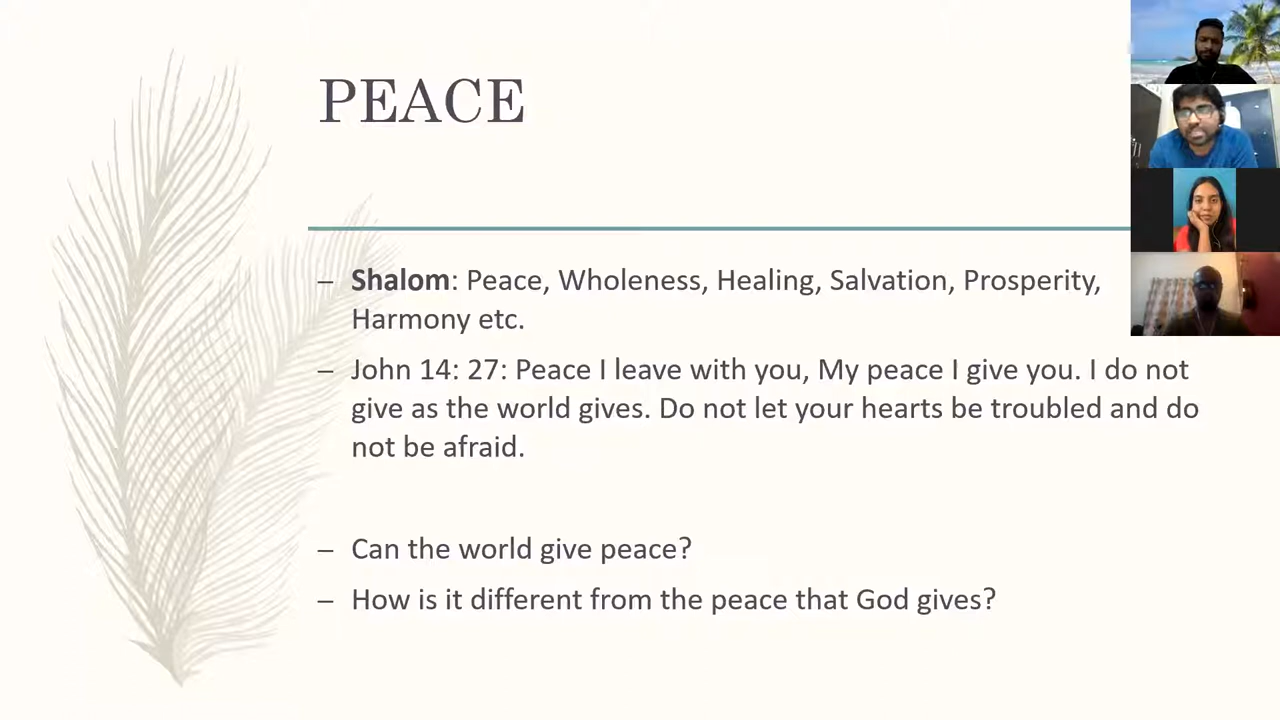 PEACE
– Shalom: Peace, Wholeness, Healing, Salvation, Prosperity,
Harmony etc.
– John 14: 27: Peace I leave with you, My peace I give you. I do not
give as the world gives. Do not let your hearts be troubled and do
not be afraid.
– Can the world give peace?
– How is it different from the peace that God gives?